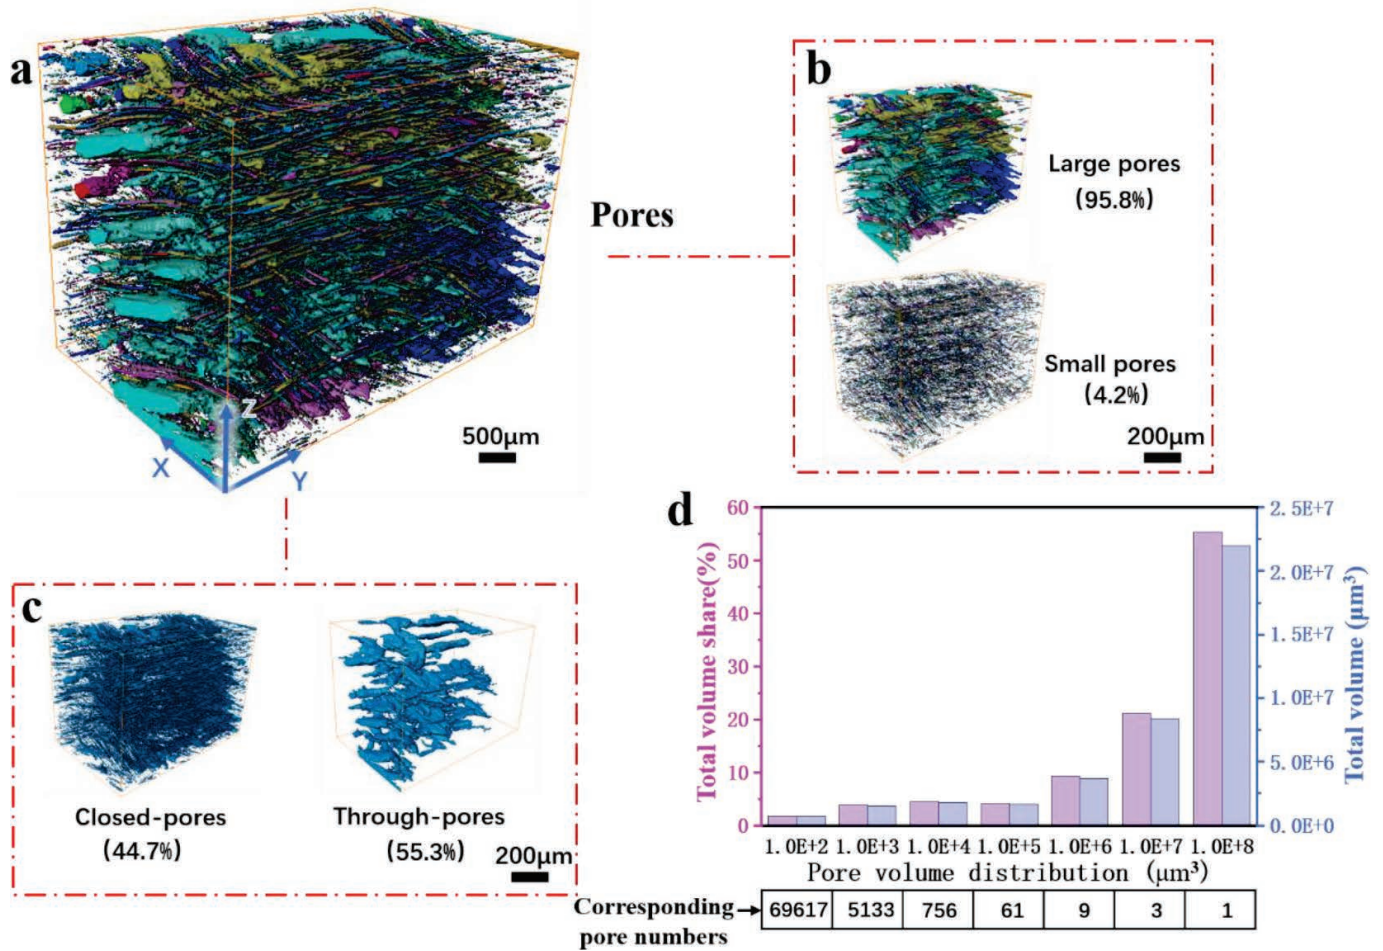 a
Z
X
Y
500μm
Pores
b
Large pores
(95.8%)
Small pores
(4.2%)
200μm
c
Closed-pores
(44.7%)
Through-pores
(55.3%)
200μm
d
Total volume share(%)
60
50
40
30
20
10
0
2.5E+7
2.0E+7
1.5E+7
1.0E+7
5.0E+6
0.0E+0
Total volume (μm³)
1.0E+2 1.0E+3 1.0E+4 1.0E+5 1.0E+6 1.0E+7 1.0E+8
Pore volume distribution (μm³)
Corresponding
pore numbers
69617 5133 756 61 9 3 1